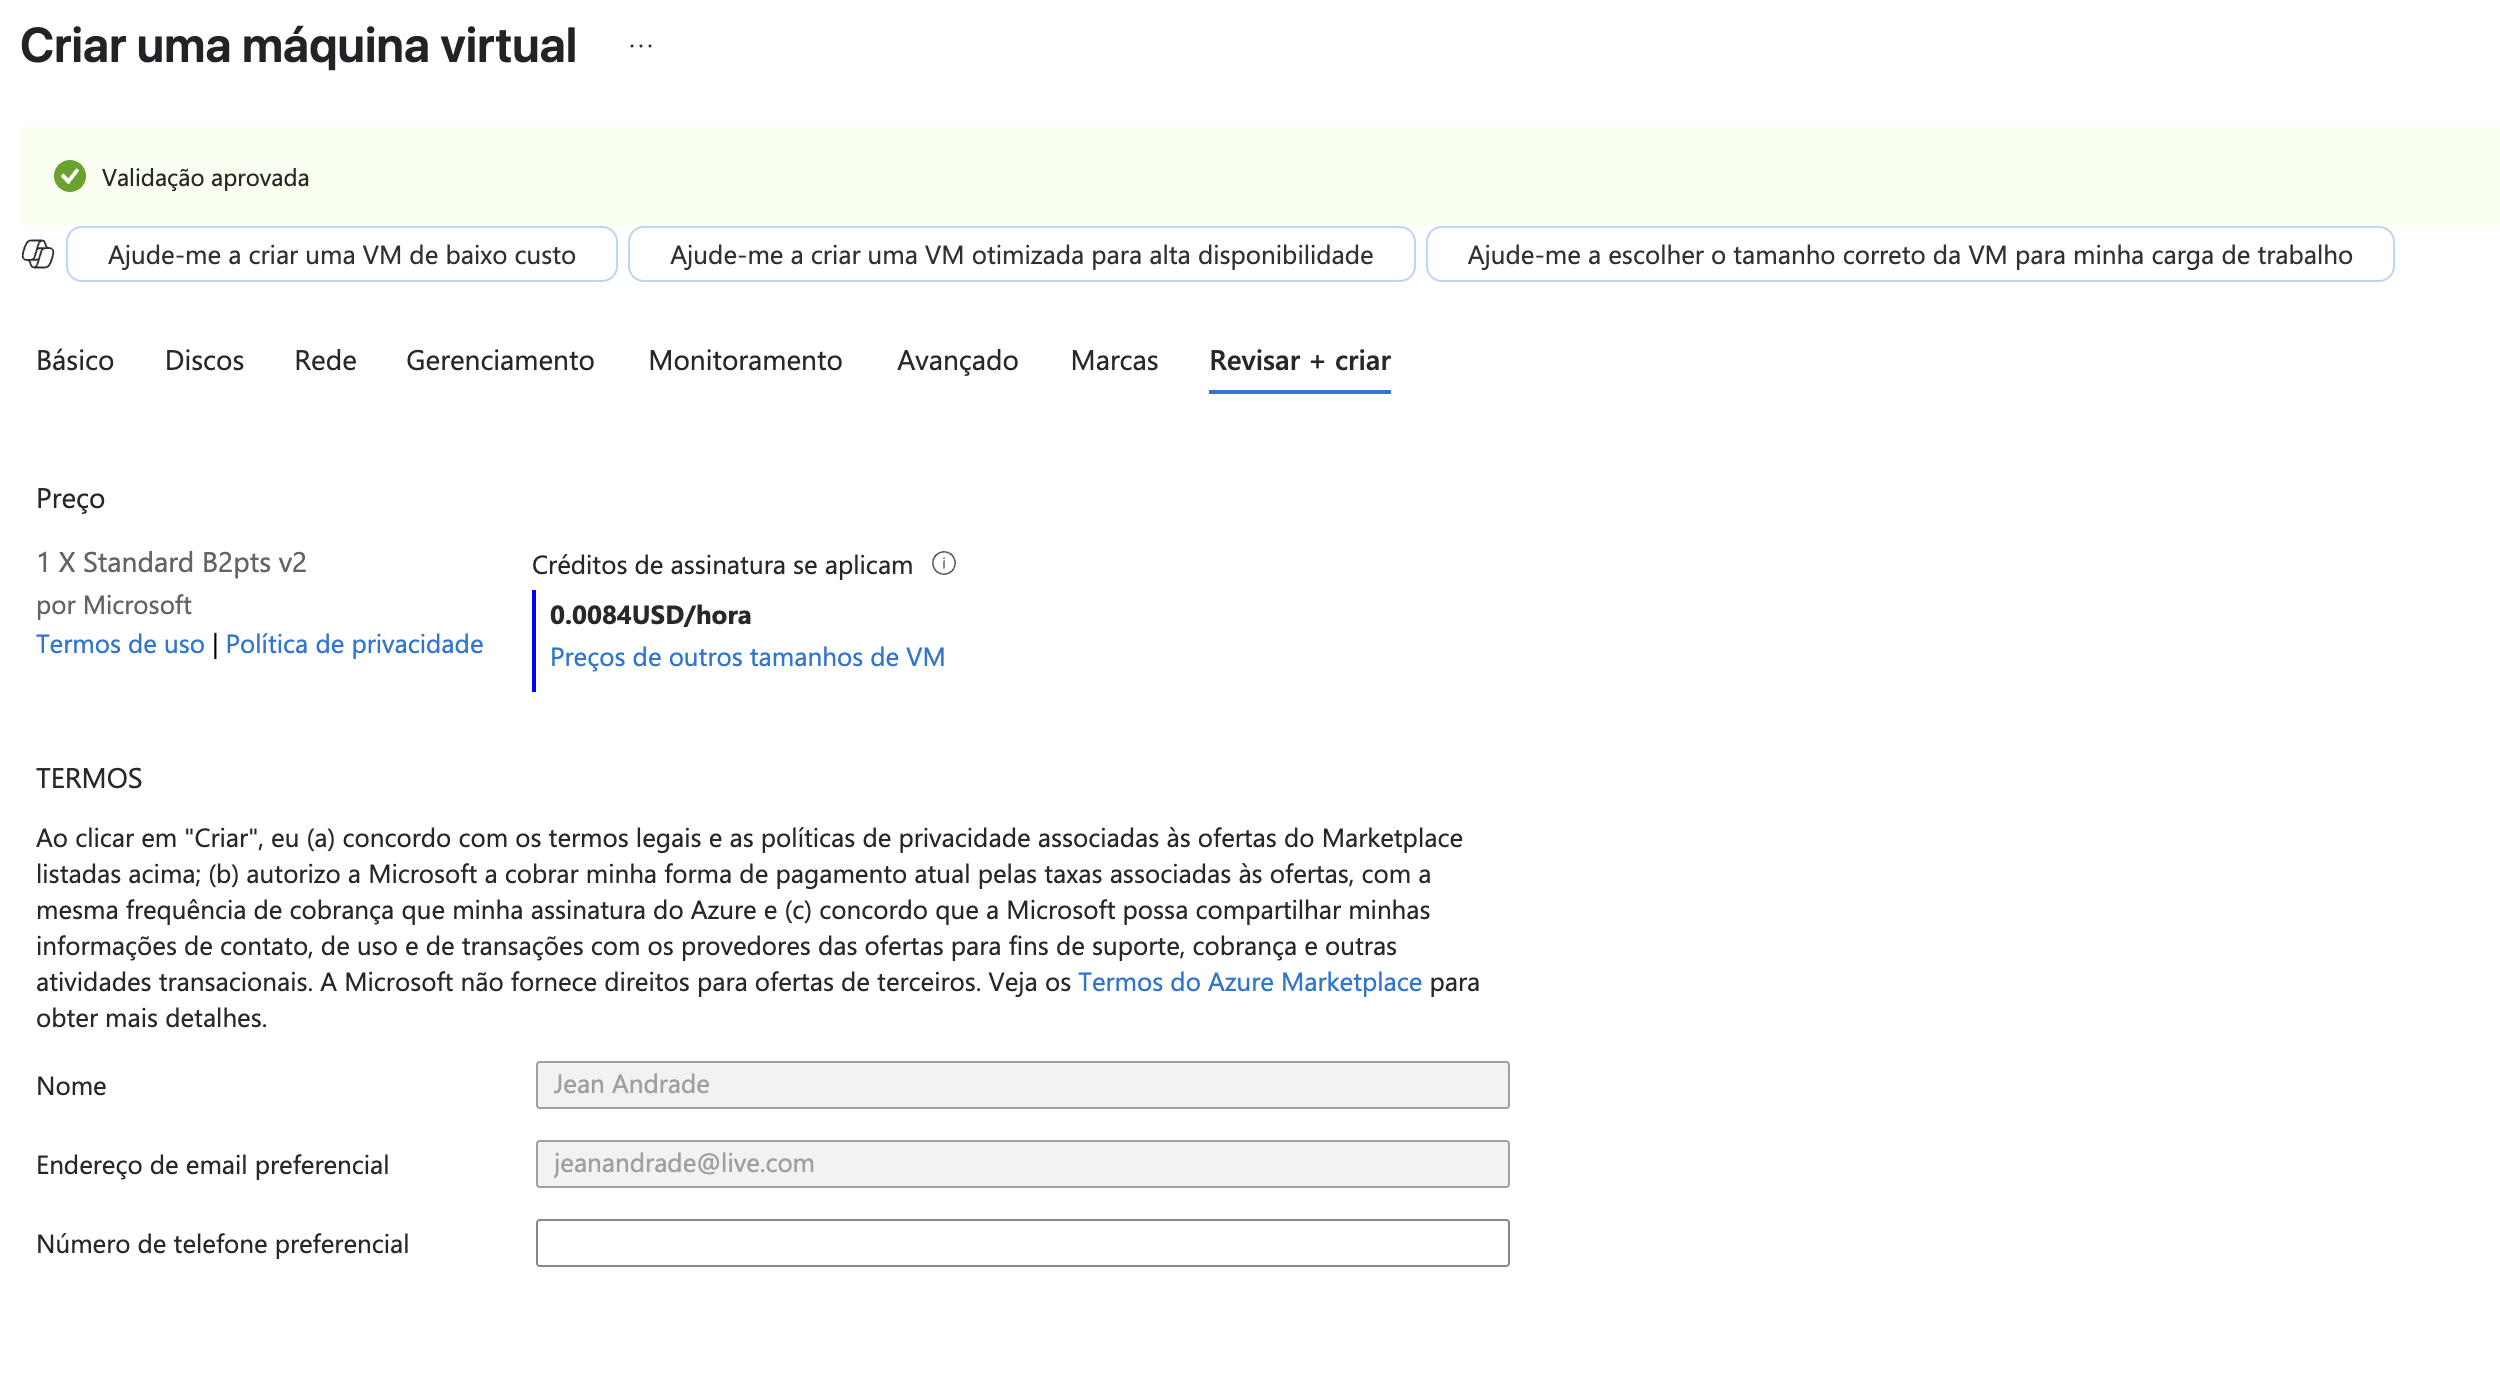 Criar uma máquina virtual ...
Validação aprovada
Ajude-me a criar uma VM de baixo custo
Ajude-me a criar uma VM otimizada para alta disponibilidade
Ajude-me a escolher o tamanho correto da VM para minha carga de trabalho
Básico Discos Rede Gerenciamento Monitoramento Avançado Marcas Revisar + criar
Preço
1 X Standard B2pts v2
por Microsoft
Termos de uso | Política de privacidade
Créditos de assinatura se aplicam
0.0084USD/hora
Preços de outros tamanhos de VM
TERMOS
Ao clicar em "Criar", eu (a) concordo com os termos legais e as políticas de privacidade associadas às ofertas do Marketplace
listadas acima; (b) autorizo a Microsoft a cobrar minha forma de pagamento atual pelas taxas associadas às ofertas, com a
mesma frequência de cobrança que minha assinatura do Azure e (c) concordo que a Microsoft possa compartilhar minhas
informações de contato, de uso e de transações com os provedores das ofertas para fins de suporte, cobrança e outras
atividades transacionais. A Microsoft não fornece direitos para ofertas de terceiros. Veja os Termos do Azure Marketplace para
obter mais detalhes.
Nome
Jean Andrade
Endereço de email preferencial
jeanandrade@live.com
Número de telefone preferencial